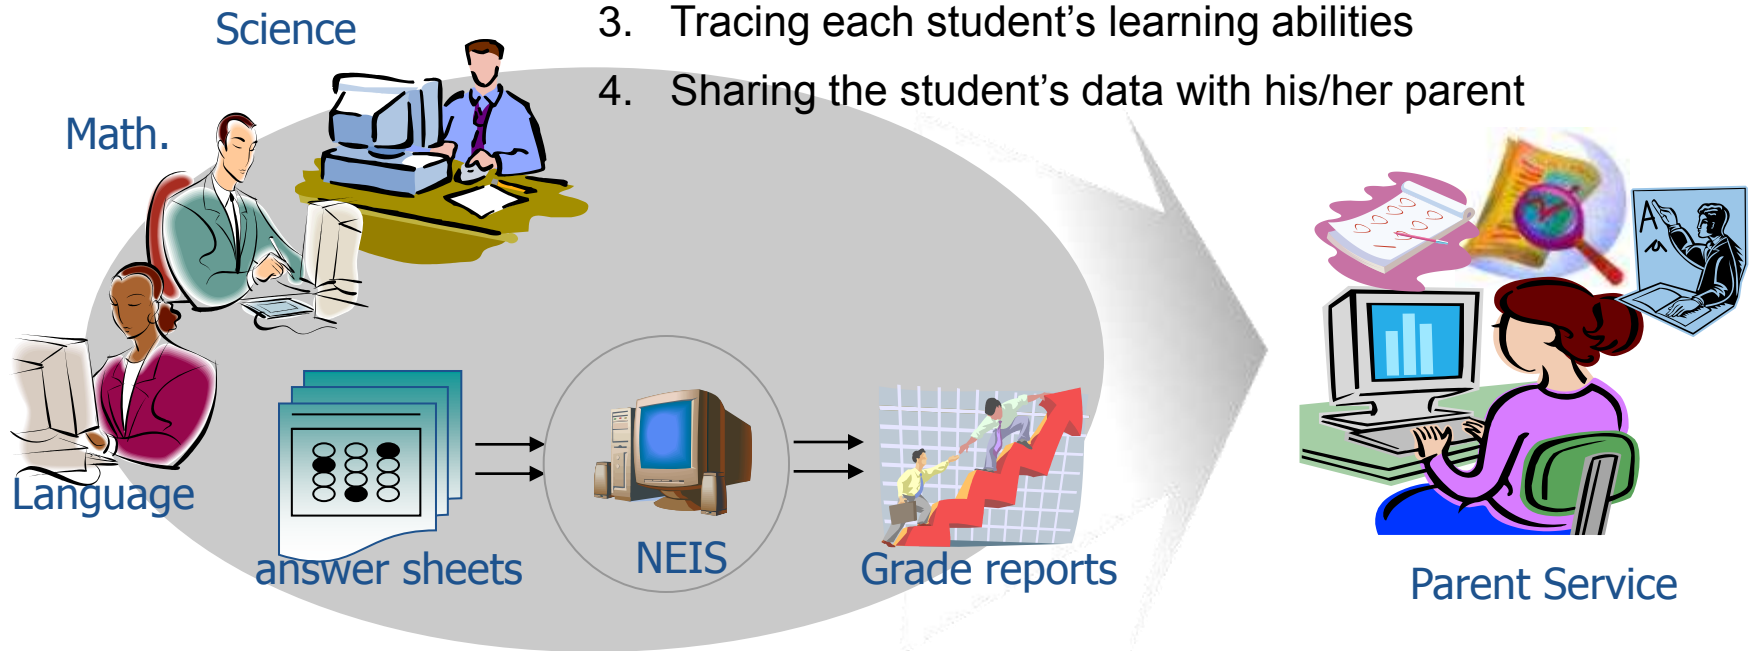 Science
3. Tracing each student’s learning abilities
4. Sharing the student’s data with his/her parent
Math.
A
Language
answer sheets
NEIS
Grade reports
Parent Service